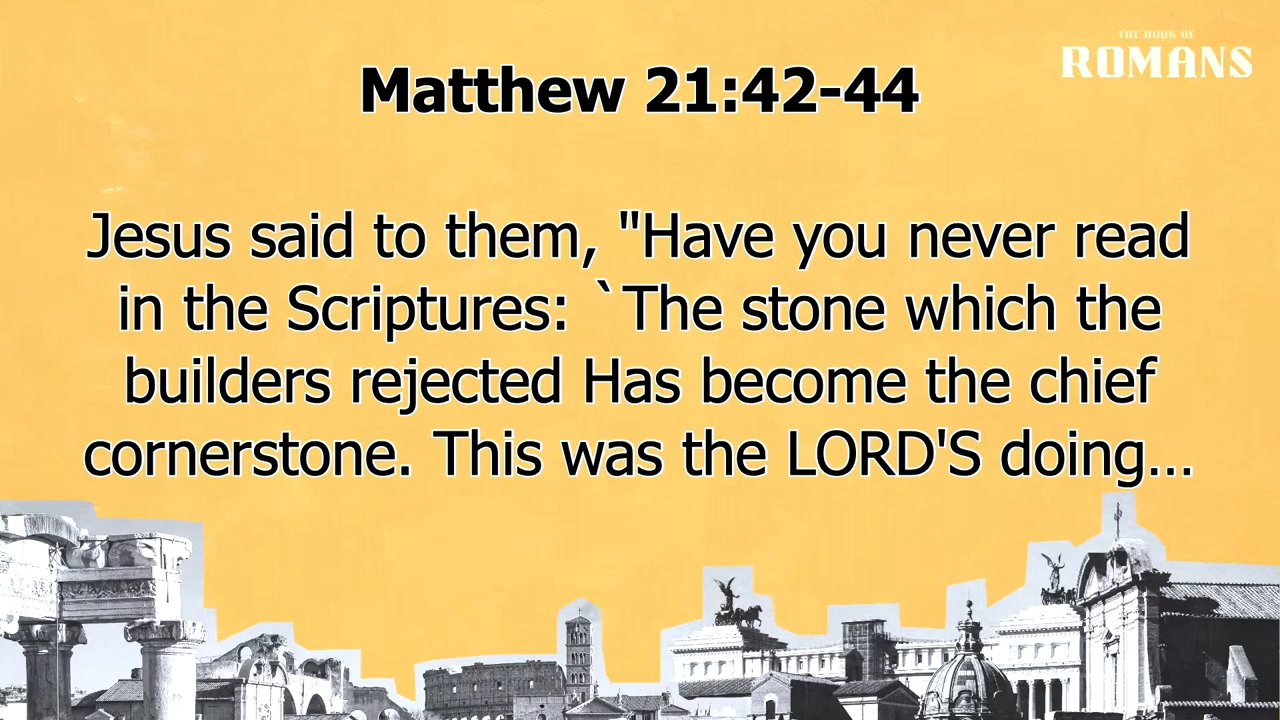 THE BOOK OF
ROMANS
Matthew 21:42-44
Jesus said to them, "Have you never read
in the Scriptures: `The stone which the
builders rejected Has become the chief
cornerstone. This was the LORD'S doing...